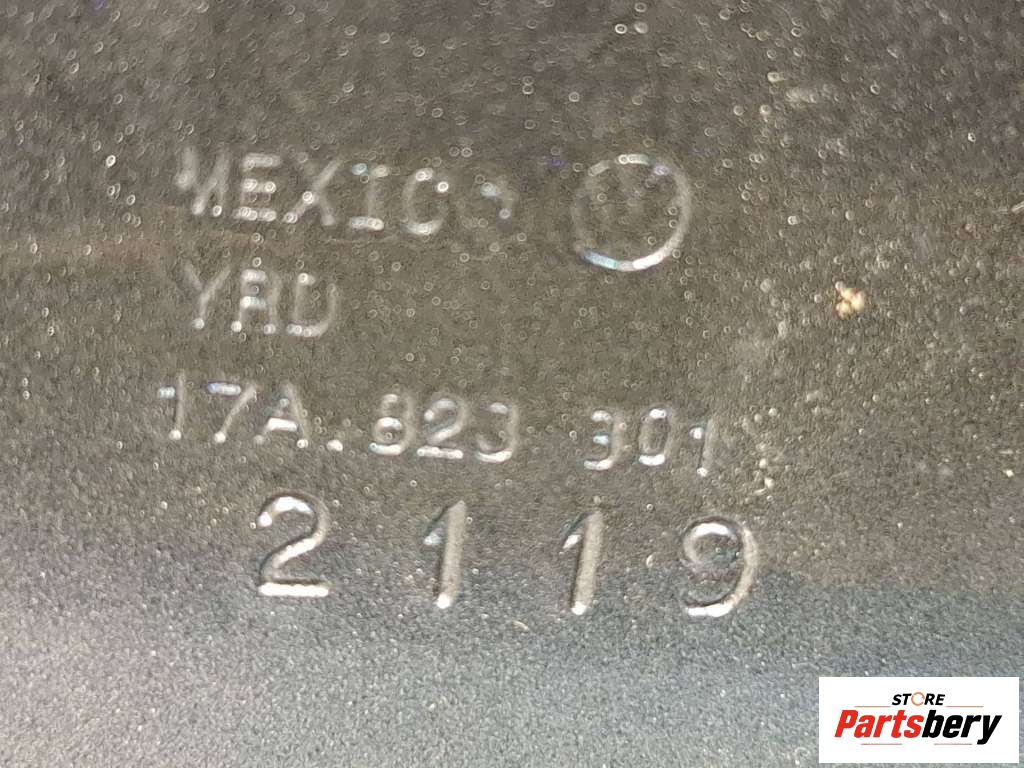 MEXICO
YRD
17A.823 301
2119
STORE
Partsbery